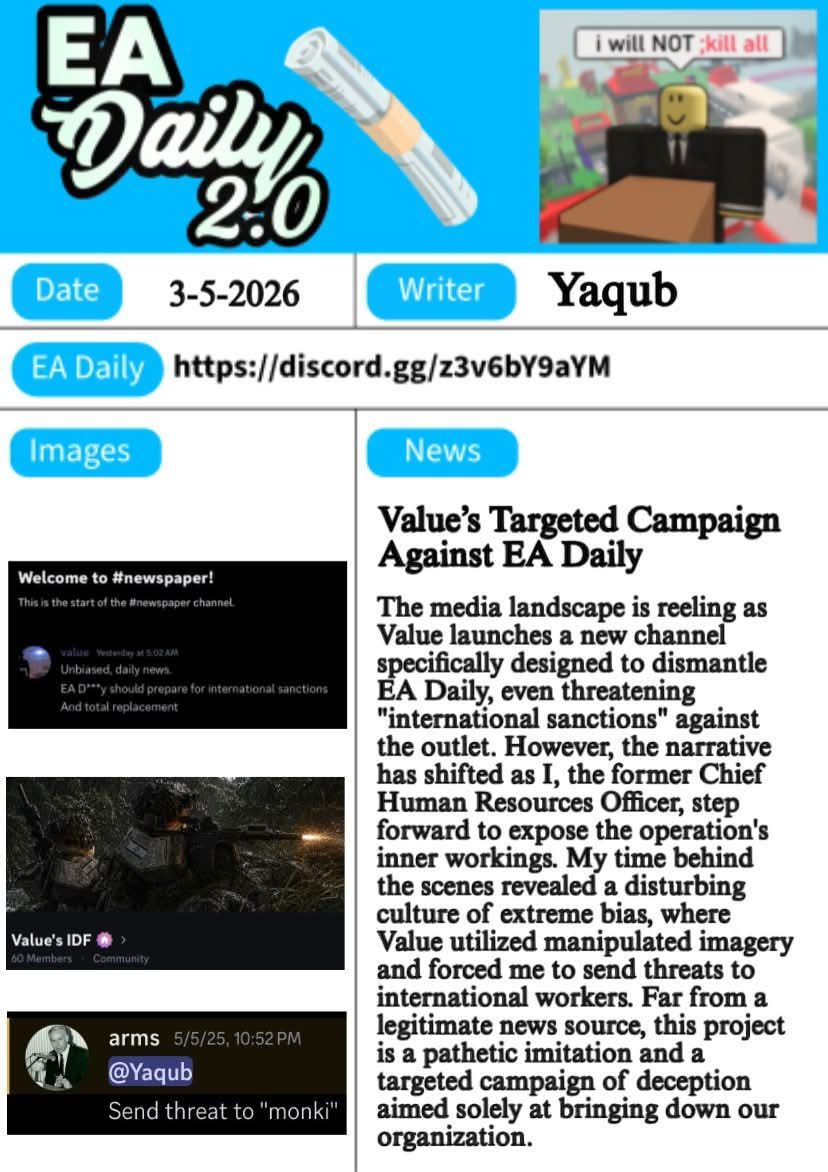 EA
Daily
2.0
i will NOT ;kill all
Date
3-5-2026
Writer
Yaqub
EA Daily
https://discord.gg/z3v6bY9aYM
Images
Welcome to #newspaper!
This is the start of the #newspaper channel.
value Yesterday at 5:02 AM
Unbiased, daily news.
EA D***y should prepare for international sanctions
And total replacement
Value's IDF
60 Members · Community
arms 5/5/25, 10:52 PM
@Yaqub
Send threat to "monki"
News
Value's Targeted Campaign
Against EA Daily
The media landscape is reeling as
Value launches a new channel
specifically designed to dismantle
EA Daily, even threatening
"international sanctions" against
the outlet. However, the narrative
has shifted as I, the former Chief
Human Resources Officer, step
forward to expose the operation's
inner workings. My time behind
the scenes revealed a disturbing
culture of extreme bias, where
Value utilized manipulated imagery
and forced me to send threats to
international workers. Far from a
legitimate news source, this project
is a pathetic imitation and a
targeted campaign of deception
aimed solely at bringing down our
organization.